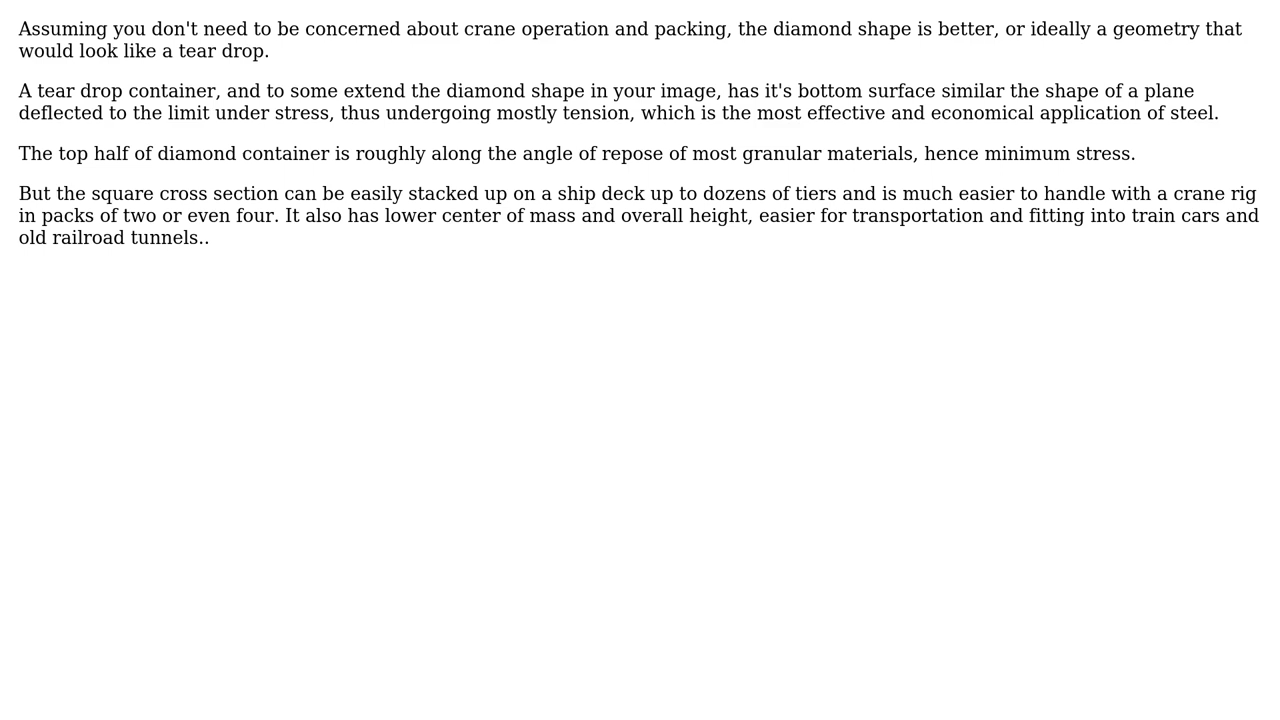 Assuming you don't need to be concerned about crane operation and packing, the diamond shape is better, or ideally a geometry that
would look like a tear drop.
A tear drop container, and to some extend the diamond shape in your image, has it's bottom surface similar the shape of a plane
deflected to the limit under stress, thus undergoing mostly tension, which is the most effective and economical application of steel.
The top half of diamond container is roughly along the angle of repose of most granular materials, hence minimum stress.
But the square cross section can be easily stacked up on a ship deck up to dozens of tiers and is much easier to handle with a crane rig
in packs of two or even four. It also has lower center of mass and overall height, easier for transportation and fitting into train cars and
old railroad tunnels..